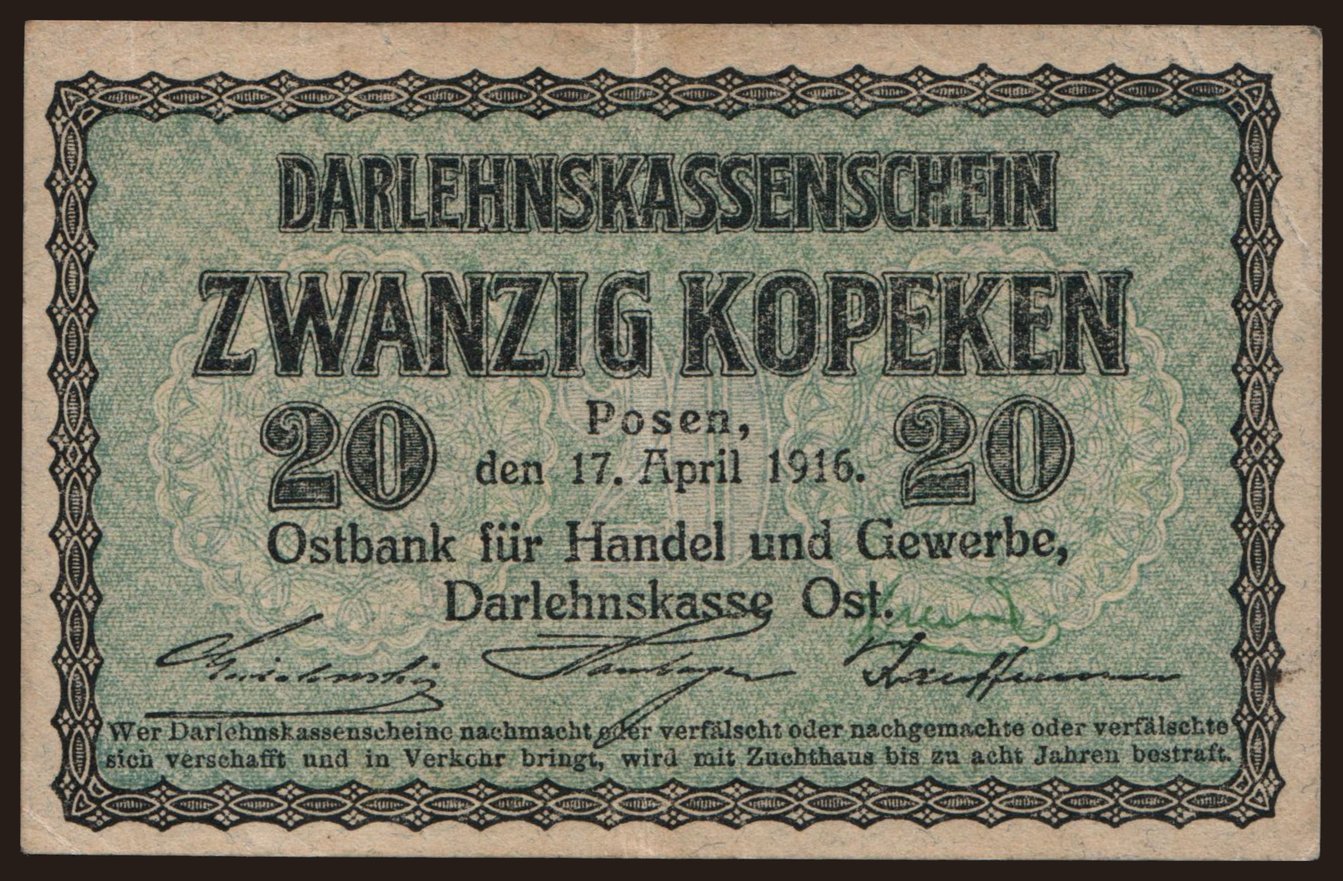 DARLEHNSKASSENSCHEIN
ZWANZIG KOPEKEN
20 Posen, 20
den 17. April 1916.
Ostbank für Handel und Gewerbe,
Darlehnskasse Ost.
Hamburger Kauffmann
Wer Darlehnskassenscheine nachmacht oder verfälscht oder nachgemachte oder verfälschte
sich verschafft und in Verkehr bringt, wird mit Zuchthaus bis zu acht Jahren bestraft.